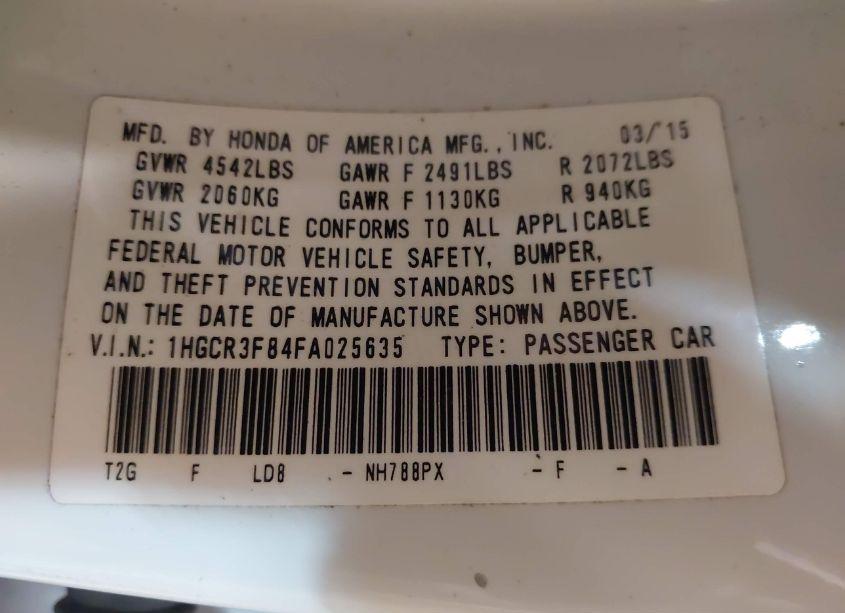 MFD. BY HONDA OF AMERICA MFG., INC. 03/15
GVWR 4542LBS GAWR F 2491LBS R 2072LBS
GVWR 2060KG GAWR F 1130KG R 940KG
THIS VEHICLE CONFORMS TO ALL APPLICABLE
FEDERAL MOTOR VEHICLE SAFETY, BUMPER,
AND THEFT PREVENTION STANDARDS IN EFFECT
ON THE DATE OF MANUFACTURE SHOWN ABOVE.
V.I.N.: 1HGCR3F84FA025635 TYPE: PASSENGER CAR
T2G F LD8 - NH788PX - F - A